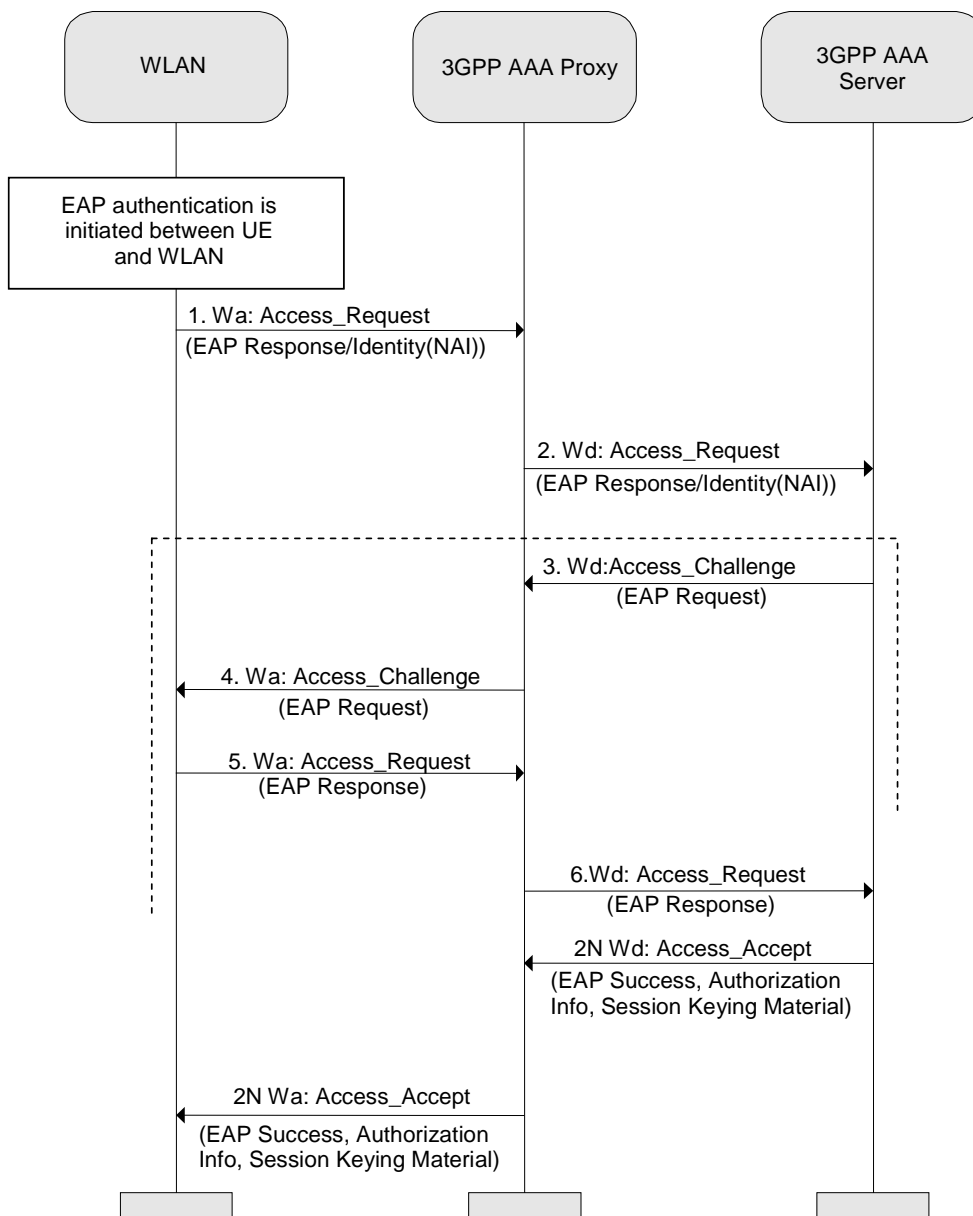 WLAN
3GPP AAA Proxy
3GPP AAA
Server
EAP authentication is
initiated between UE
and WLAN
1. Wa: Access_Request
(EAP Response/Identity(NAI))
2. Wd: Access_Request
(EAP Response/Identity(NAI))
3. Wd:Access_Challenge
(EAP Request)
4. Wa: Access_Challenge
(EAP Request)
5. Wa: Access_Request
(EAP Response)
6.Wd: Access_Request
(EAP Response)
2N Wd: Access_Accept
(EAP Success, Authorization
Info, Session Keying Material)
2N Wa: Access_Accept
(EAP Success, Authorization
Info, Session Keying Material)